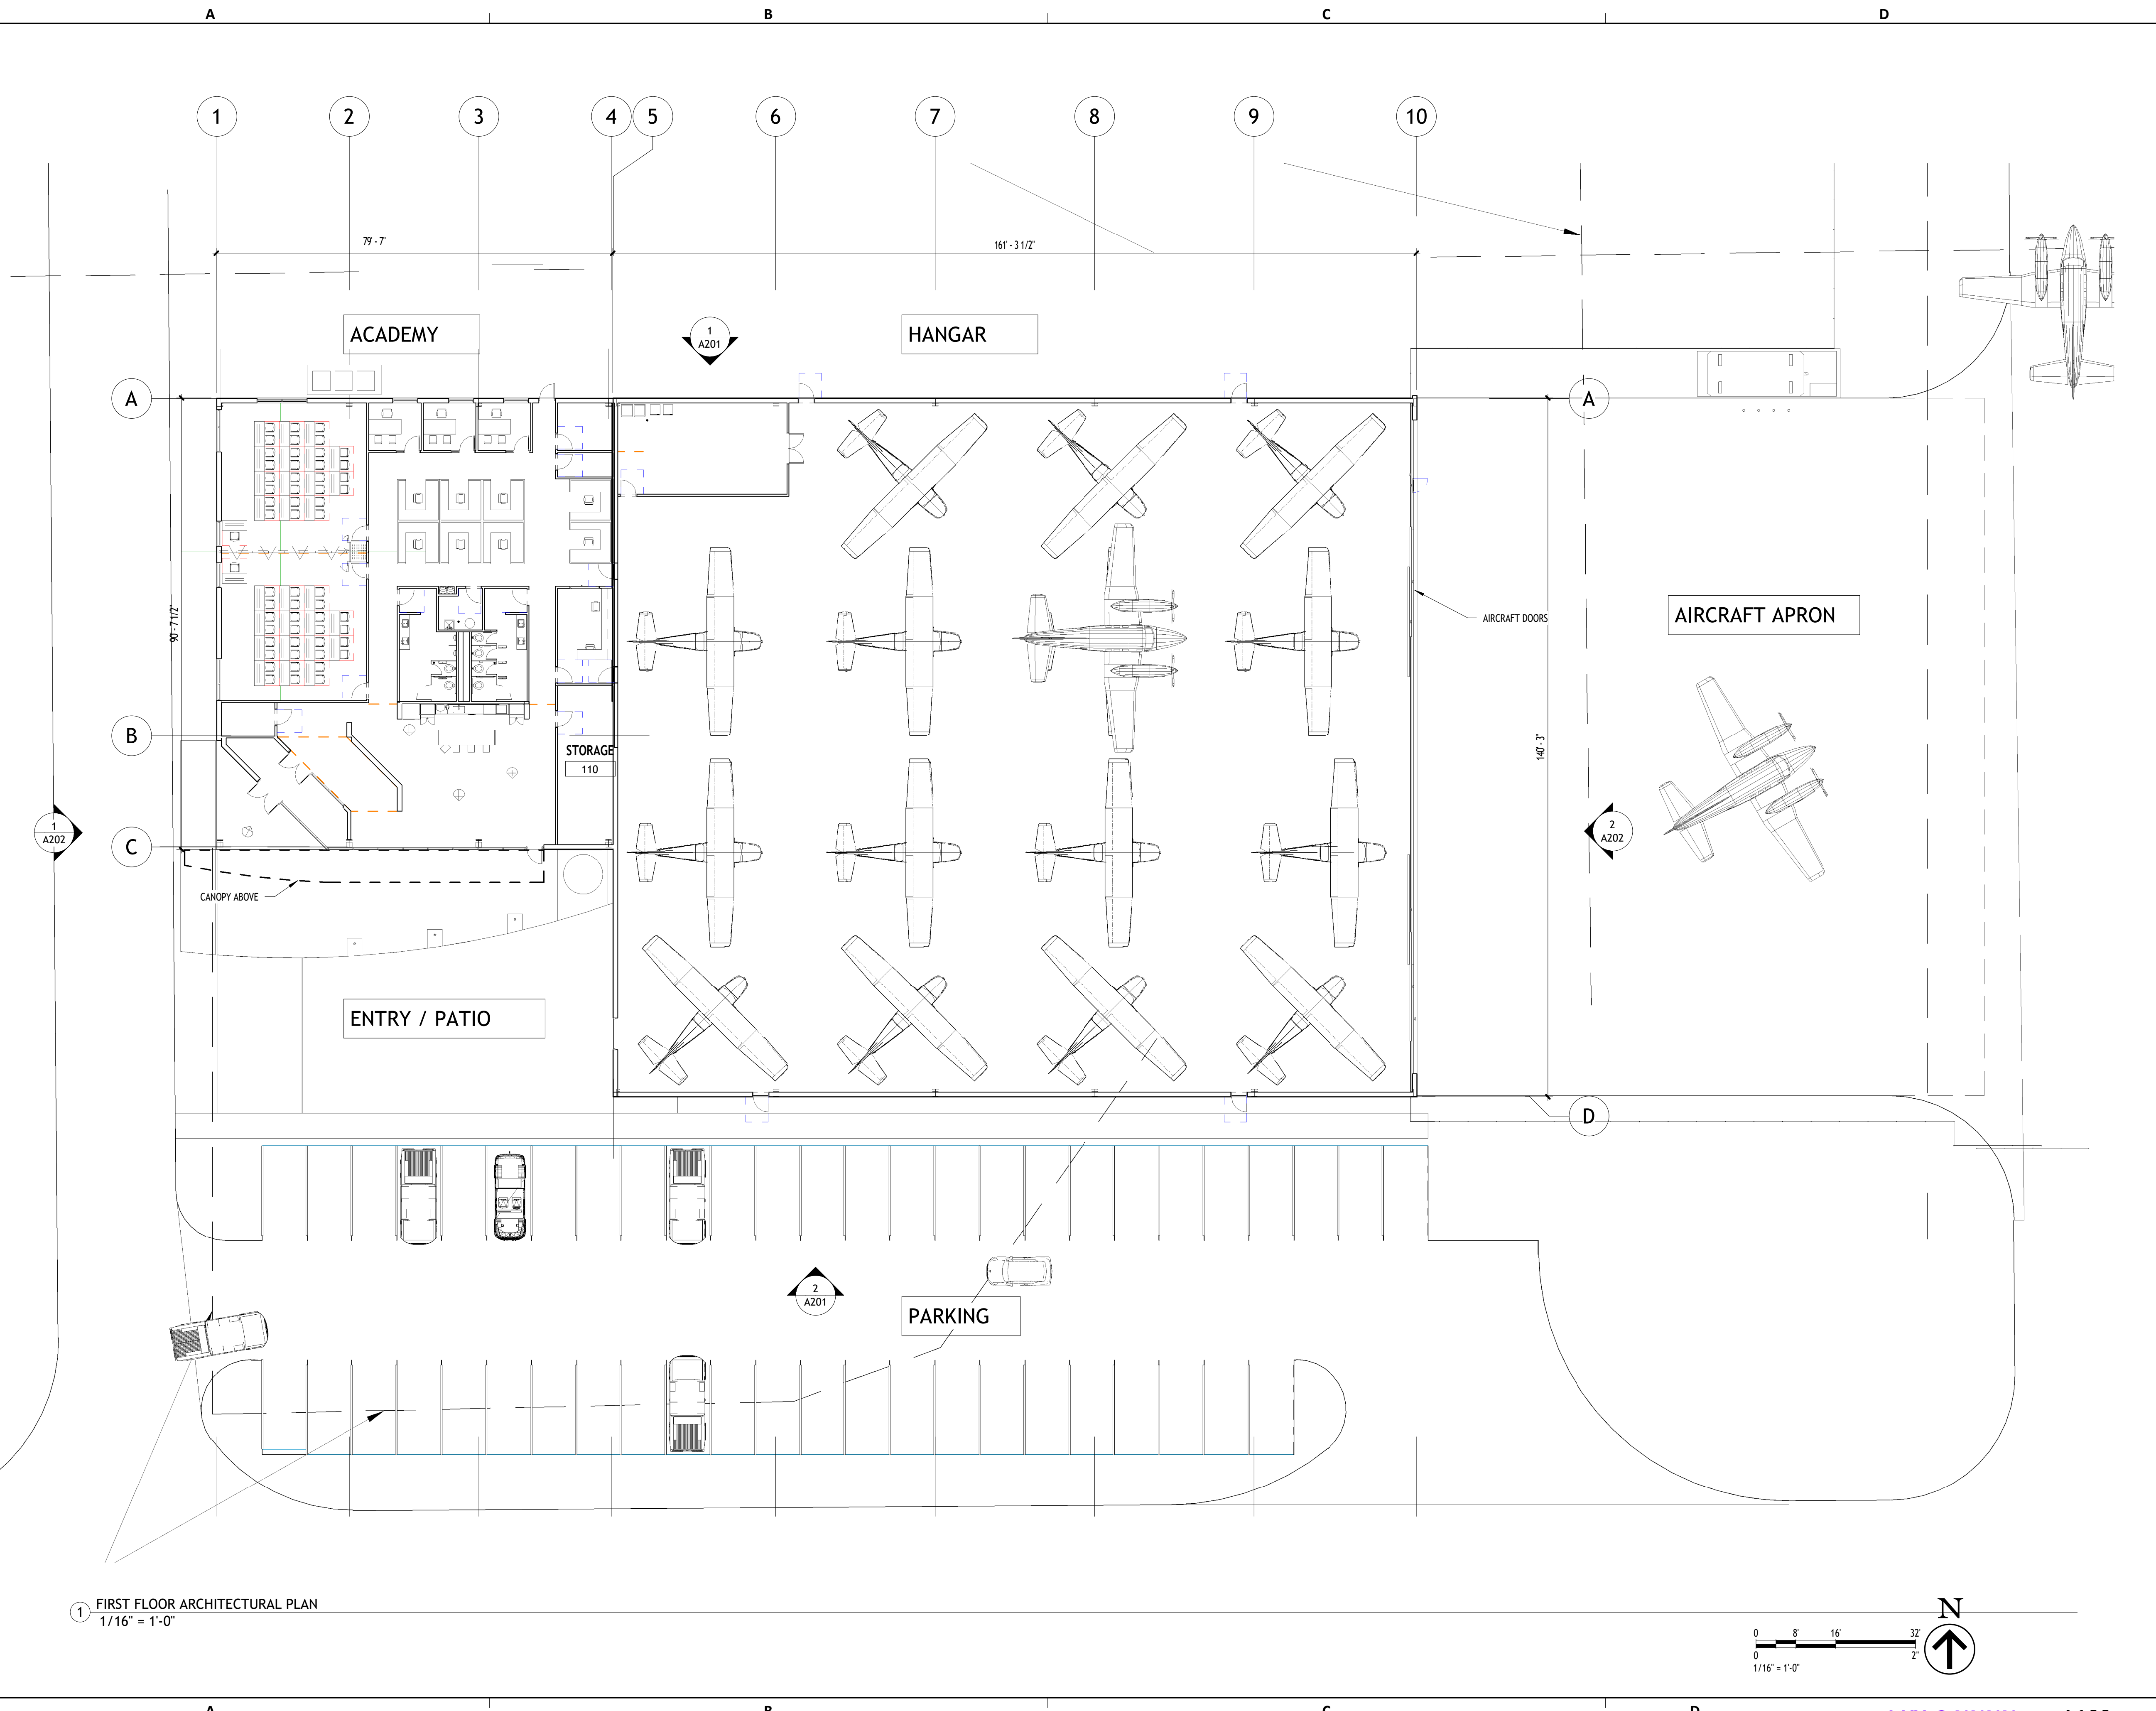 A B C D
1 2 3 4 5 6 7 8 9 10
79' - 7"
161' - 3 1/2"
ACADEMY
1
A201
HANGAR
A
A
90' - 7 1/2"
AIRCRAFT DOORS
AIRCRAFT APRON
B
STORAGE
110
140' - 3"
1
A202
C
2
A202
CANOPY ABOVE
ENTRY / PATIO
D
2
A201
PARKING
1
FIRST FLOOR ARCHITECTURAL PLAN
1/16" = 1'-0"
N
0 8' 16' 32'
0 2"
1/16" = 1'-0"
A B C D